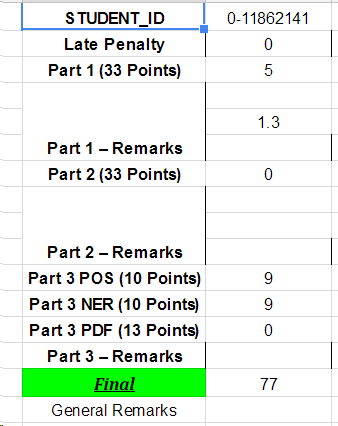 STUDENT_ID 0-11862141
Late Penalty 0
Part 1 (33 Points) 5
1.3
Part 1 – Remarks
Part 2 (33 Points) 0
Part 2 – Remarks
Part 3 POS (10 Points) 9
Part 3 NER (10 Points) 9
Part 3 PDF (13 Points) 0
Part 3 – Remarks
Final 77
General Remarks